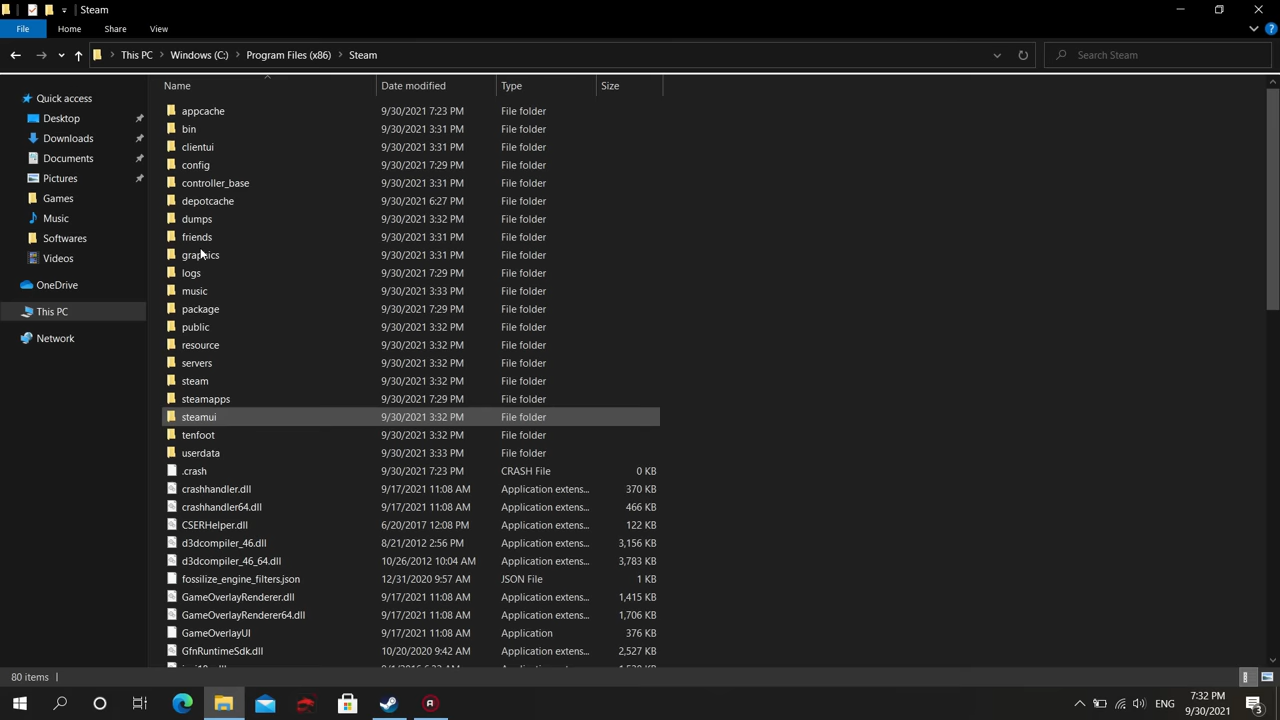 Steam
File Home Share View
This PC Windows (C:) Program Files (x86) Steam Search Steam
Name Date modified Type Size
Quick access
Desktop
Downloads
Documents
Pictures
Games
Music
Softwares
Videos
OneDrive
This PC
Network
appcache 9/30/2021 7:23 PM File folder
bin 9/30/2021 3:31 PM File folder
clientui 9/30/2021 3:31 PM File folder
config 9/30/2021 7:29 PM File folder
controller_base 9/30/2021 3:31 PM File folder
depotcache 9/30/2021 6:27 PM File folder
dumps 9/30/2021 3:32 PM File folder
friends 9/30/2021 3:31 PM File folder
graphics 9/30/2021 3:31 PM File folder
logs 9/30/2021 7:29 PM File folder
music 9/30/2021 3:33 PM File folder
package 9/30/2021 7:29 PM File folder
public 9/30/2021 3:32 PM File folder
resource 9/30/2021 3:32 PM File folder
servers 9/30/2021 3:32 PM File folder
steam 9/30/2021 3:32 PM File folder
steamapps 9/30/2021 7:29 PM File folder
steamui 9/30/2021 3:32 PM File folder
tenfoot 9/30/2021 3:32 PM File folder
userdata 9/30/2021 3:33 PM File folder
.crash 9/30/2021 7:23 PM CRASH File 0 KB
crashhandler.dll 9/17/2021 11:08 AM Application extens... 370 KB
crashhandler64.dll 9/17/2021 11:08 AM Application extens... 466 KB
CSERHelper.dll 6/20/2017 12:08 PM Application extens... 122 KB
d3dcompiler_46.dll 8/21/2012 2:56 PM Application extens... 3,156 KB
d3dcompiler_46_64.dll 10/26/2012 10:04 AM Application extens... 3,783 KB
fossilize_engine_filters.json 12/31/2020 9:57 AM JSON File 1 KB
GameOverlayRenderer.dll 9/17/2021 11:08 AM Application extens... 1,415 KB
GameOverlayRenderer64.dll 9/17/2021 11:08 AM Application extens... 1,706 KB
GameOverlayUI 9/17/2021 11:08 AM Application 376 KB
GfnRuntimeSdk.dll 10/20/2020 9:42 AM Application extens... 2,527 KB
80 items
ENG
7:32 PM
9/30/2021
3